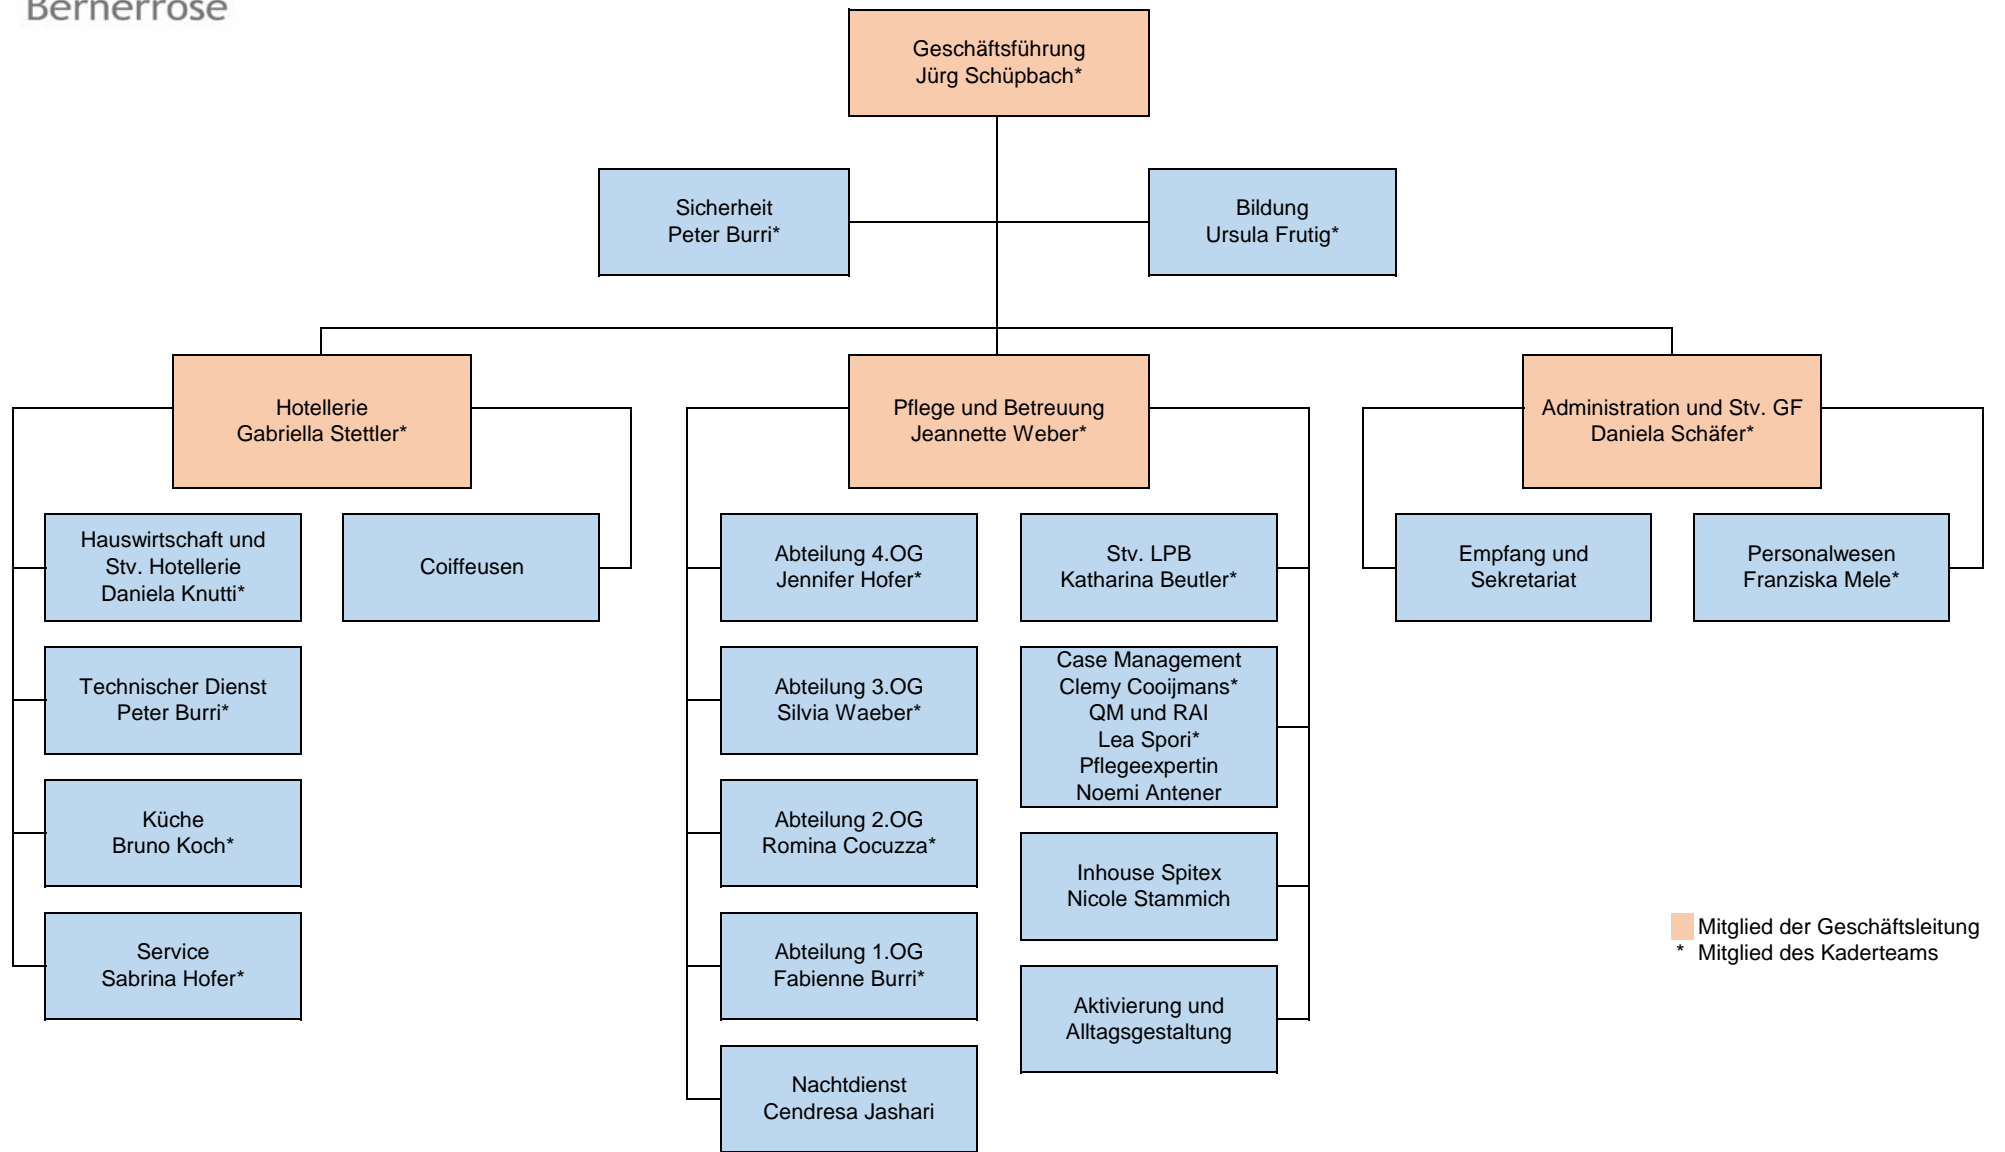 Bernerrose
Geschäftsführung
Jürg Schüpbach*
Sicherheit
Peter Burri*
Bildung
Ursula Frutig*
Hotellerie
Gabriella Stettler*
Pflege und Betreuung
Jeannette Weber*
Administration und Stv. GF
Daniela Schäfer*
Hauswirtschaft und
Stv. Hotellerie
Daniela Knutti*
Coiffeusen
Technischer Dienst
Peter Burri*
Küche
Bruno Koch*
Service
Sabrina Hofer*
Abteilung 4.OG
Jennifer Hofer*
Abteilung 3.OG
Silvia Waeber*
Abteilung 2.OG
Romina Cocuzza*
Abteilung 1.OG
Fabienne Burri*
Nachtdienst
Cendresa Jashari
Stv. LPB
Katharina Beutler*
Case Management
Clemy Cooijmans*
QM und RAI
Lea Spori*
Pflegeexpertin
Noemi Antener
Inhouse Spitex
Nicole Stammich
Aktivierung und
Alltagsgestaltung
Empfang und
Sekretariat
Personalwesen
Franziska Mele*
Mitglied der Geschäftsleitung
* Mitglied des Kaderteams